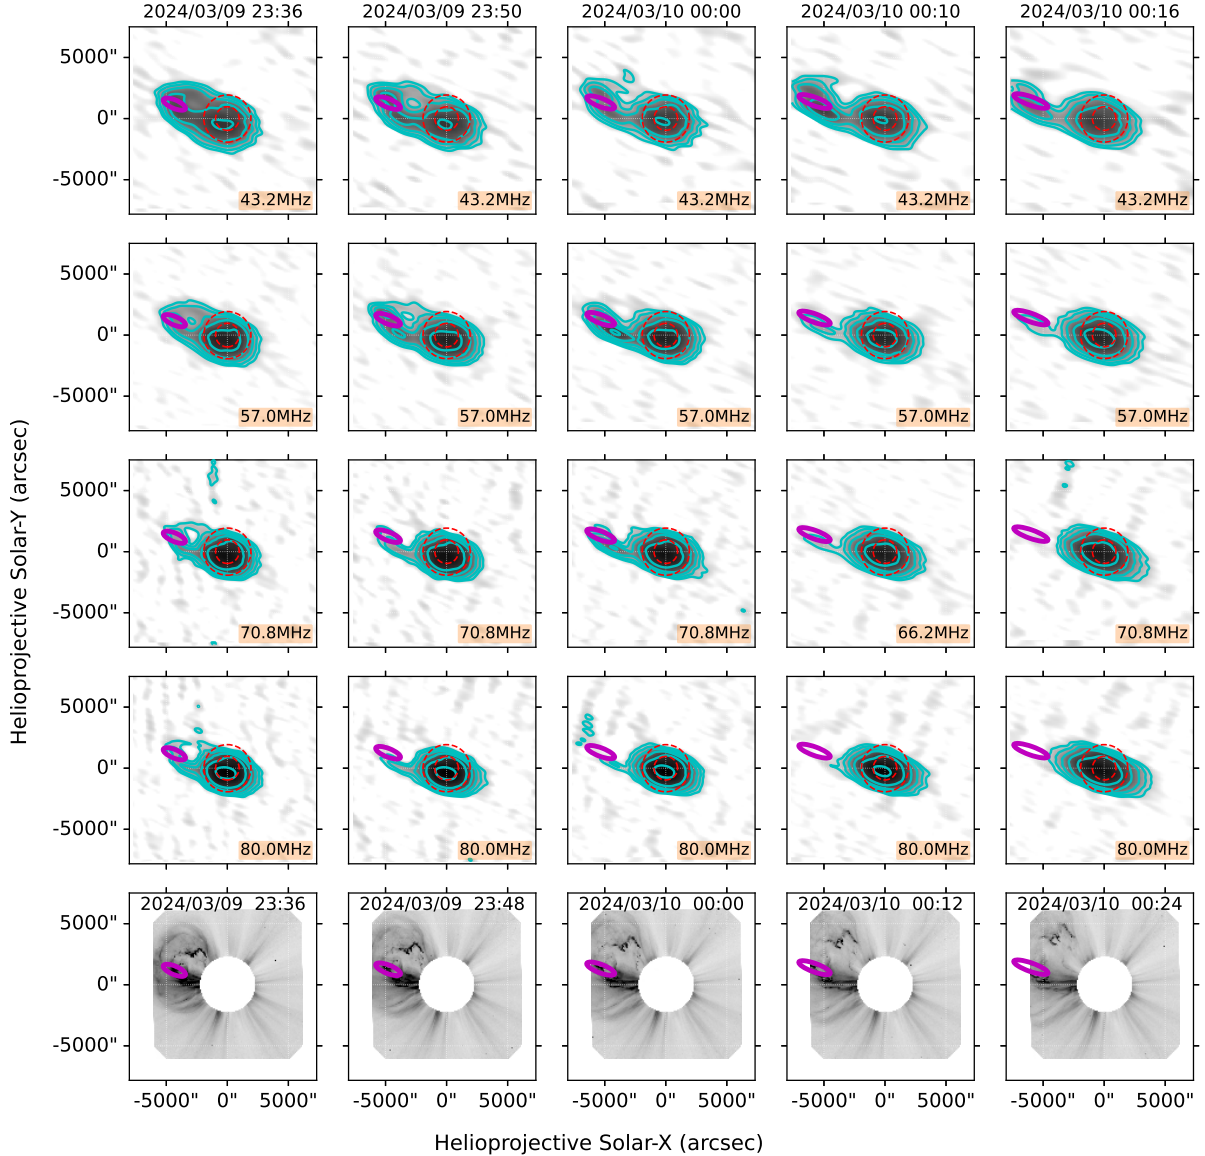 2024/03/09 23:36
2024/03/09 23:50
2024/03/10 00:00
2024/03/10 00:10
2024/03/10 00:16
5000"
0"
-5000"
43.2MHz
43.2MHz
43.2MHz
43.2MHz
43.2MHz
5000"
0"
-5000"
57.0MHz
57.0MHz
57.0MHz
57.0MHz
57.0MHz
5000"
0"
-5000"
70.8MHz
70.8MHz
70.8MHz
66.2MHz
70.8MHz
5000"
0"
-5000"
80.0MHz
80.0MHz
80.0MHz
80.0MHz
80.0MHz
2024/03/09 23:36
2024/03/09 23:48
2024/03/10 00:00
2024/03/10 00:12
2024/03/10 00:24
5000"
0"
-5000"
-5000" 0" 5000"
-5000" 0" 5000"
-5000" 0" 5000"
-5000" 0" 5000"
-5000" 0" 5000"
Helioprojective Solar-X (arcsec)
Helioprojective Solar-Y (arcsec)